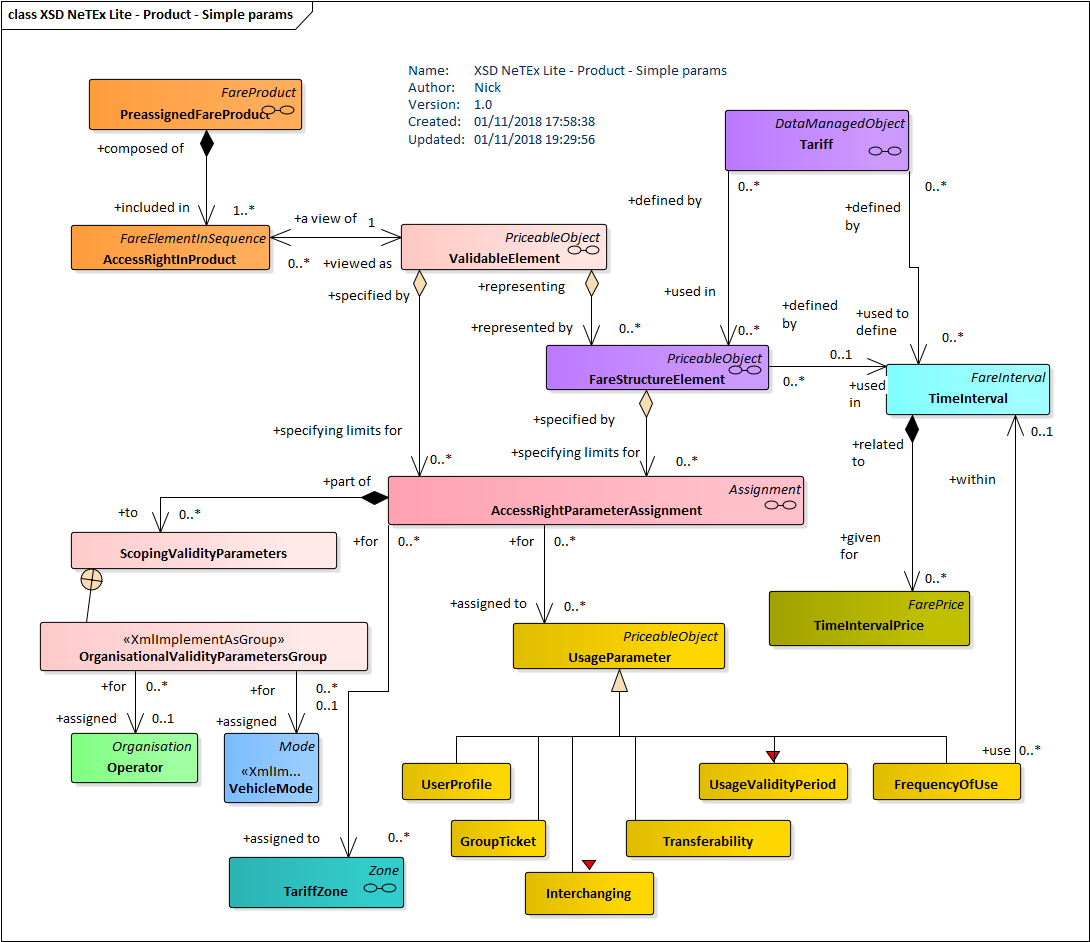 class XSD NeTEx Lite - Product - Simple params
Name: XSD NeTEx Lite - Product - Simple params
Author: Nick
Version: 1.0
Created: 01/11/2018 17:58:38
Updated: 01/11/2018 19:29:56
FareProduct
PreassignedFareProduct
DataManagedObject
Tariff
+composed of
+included in
1..*
0..*
0..*
+defined by
+defined
by
FareElementInSequence
AccessRightInProduct
+a view of
1
0..*
+viewed as
PriceableObject
ValidableElement
+specified by
+representing
+represented by
0..*
+used in
0..*
+defined
by
+used to
define
0..*
PriceableObject
FareStructureElement
0..1
0..*
+used
in
FareInterval
TimeInterval
+specified by
+specifying limits for
0..*
+specifying limits for
0..*
+related
to
0..1
+within
+part of
Assignment
AccessRightParameterAssignment
+to
0..*
+for
0..*
+for
0..*
+given
for
0..*
ScopingValidityParameters
+assigned to
0..*
FarePrice
TimeIntervalPrice
«XmlImplementAsGroup»
OrganisationalValidityParametersGroup
PriceableObject
UsageParameter
+for
0..*
+for
0..*
0..1
+assigned
0..1
+assigned
Organisation
Operator
Mode
«XmlIm...
VehicleMode
+use
0..*
UserProfile
UsageValidityPeriod
FrequencyOfUse
+assigned to
0..*
GroupTicket
Transferability
Zone
TariffZone
Interchanging